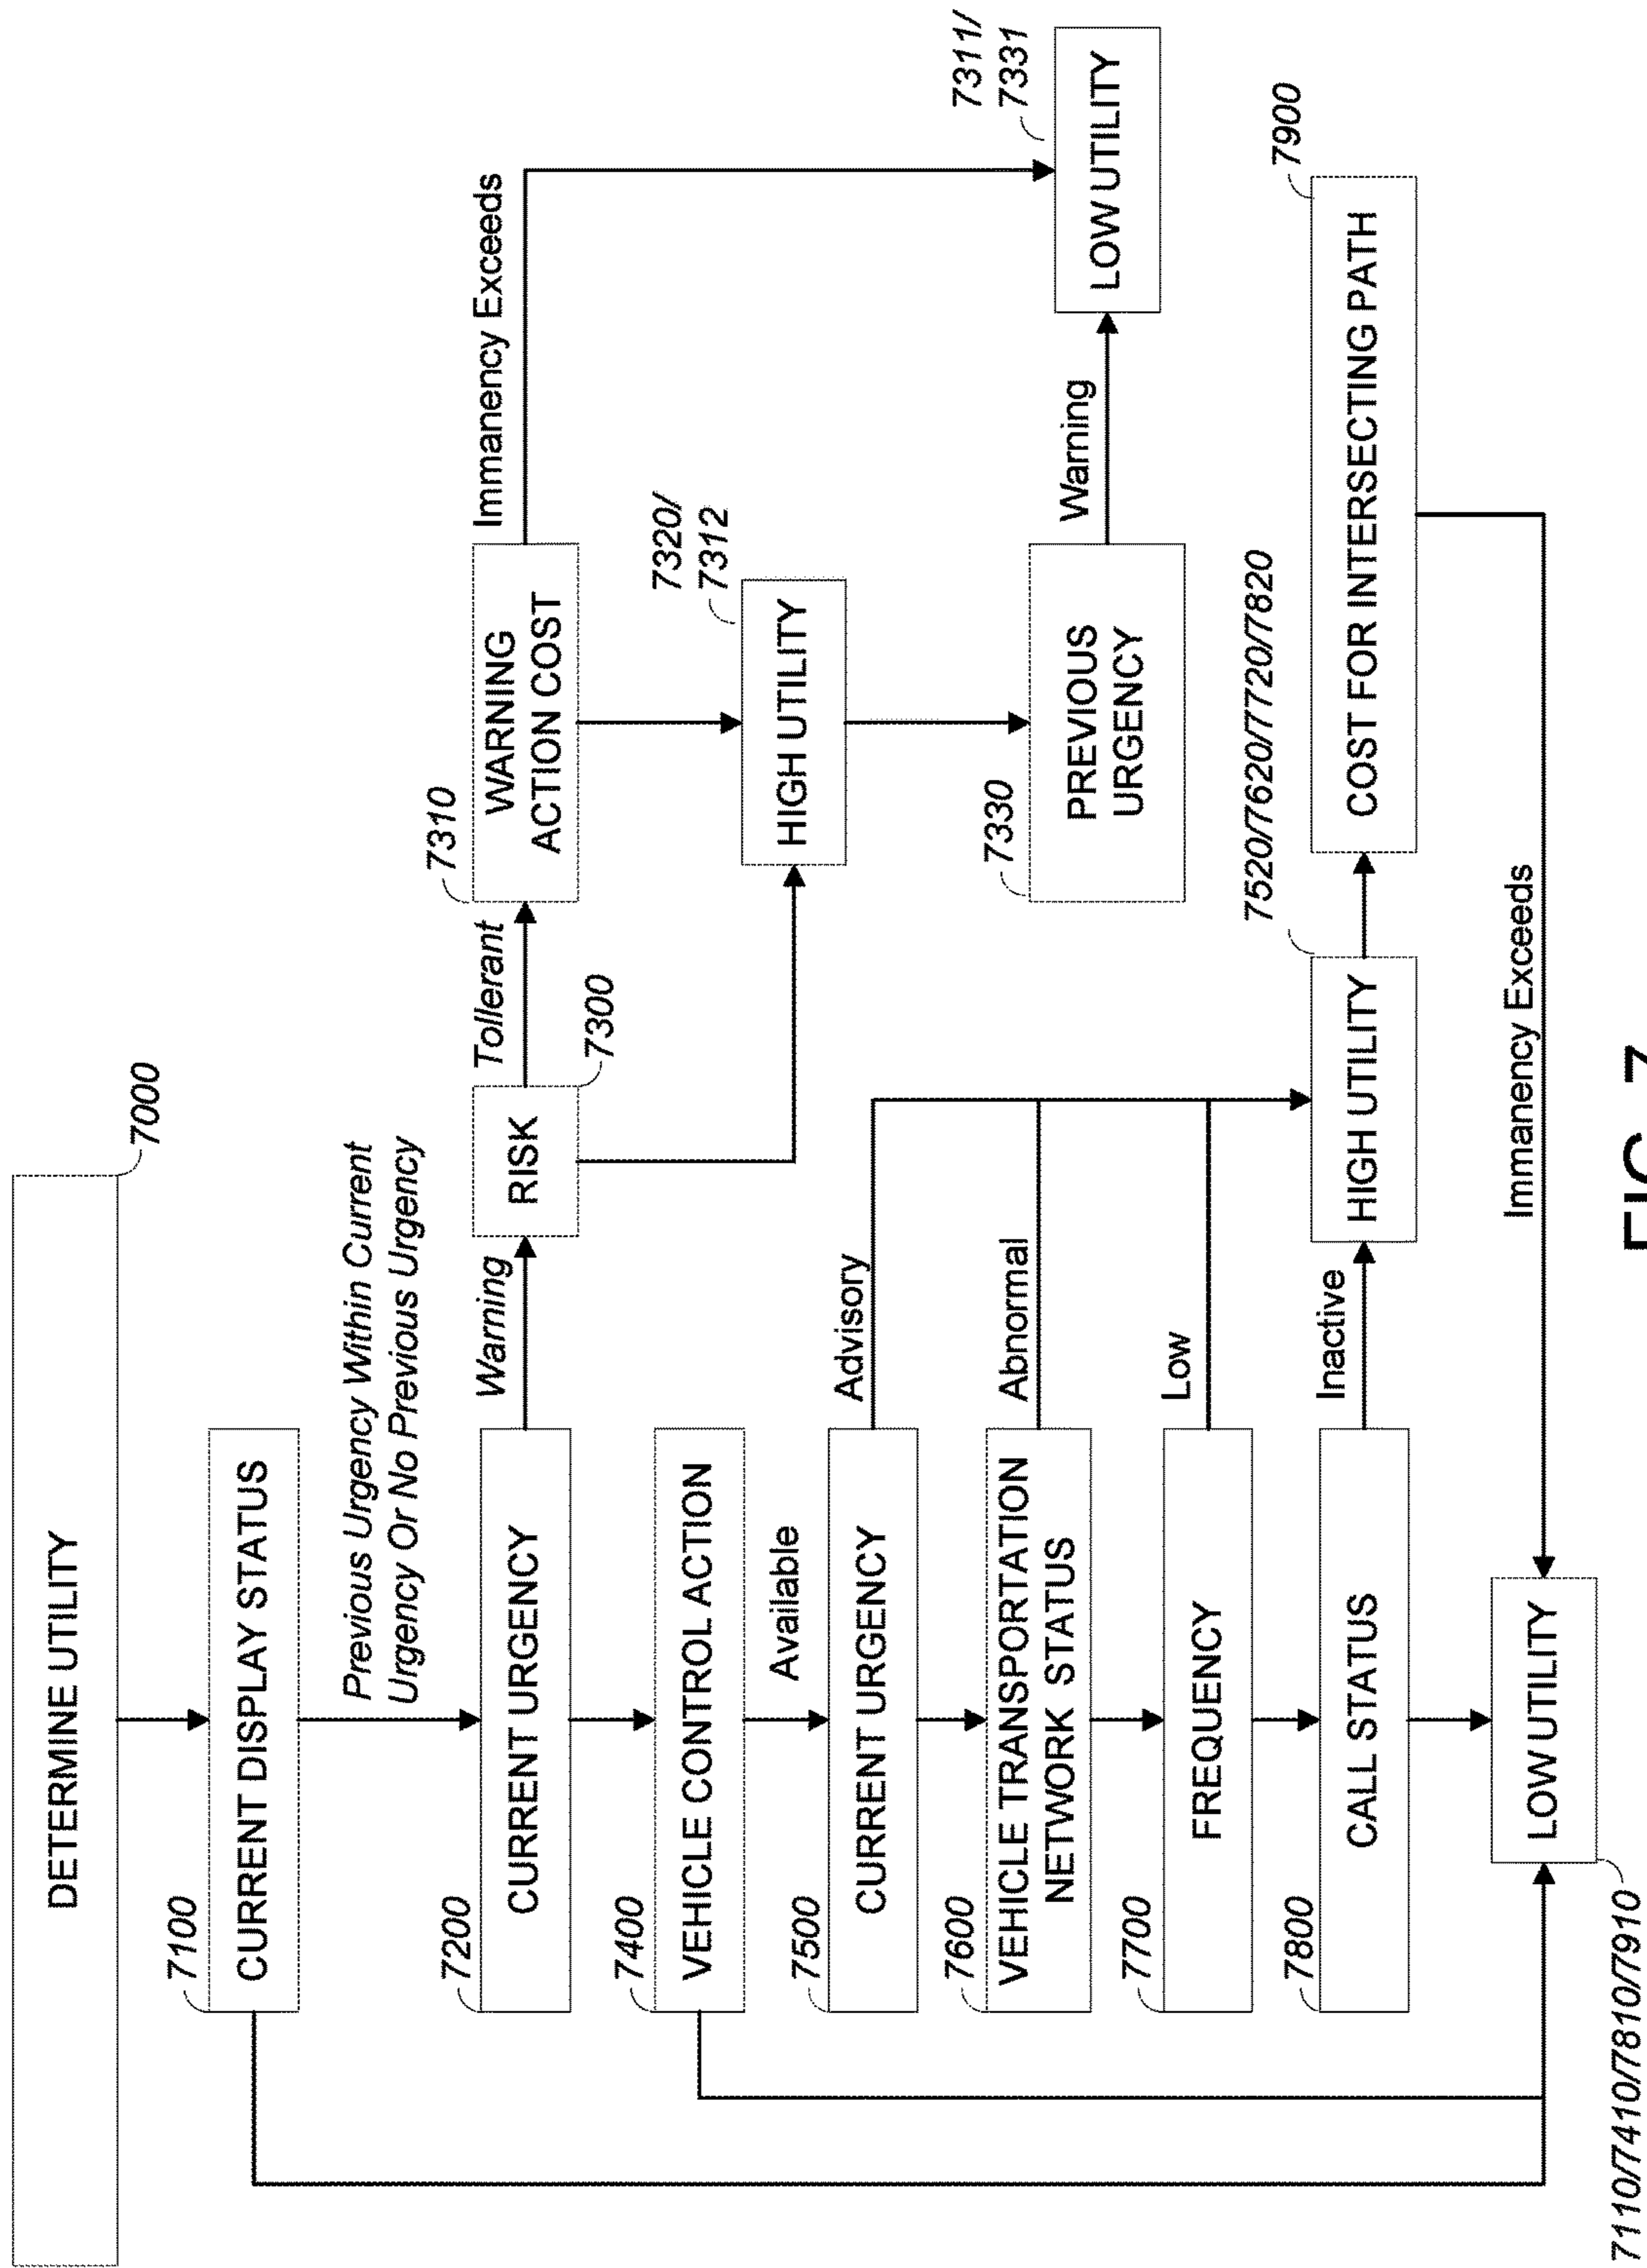 DETERMINE UTILITY
7000
7100
CURRENT DISPLAY STATUS
Previous Urgency Within Current
Urgency Or No Previous Urgency
7200
CURRENT URGENCY
Warning
RISK
7300
Tollerant
7310
WARNING
ACTION COST
Immanency Exceeds
7320/
7312
HIGH UTILITY
7330
PREVIOUS
URGENCY
Warning
7311/
7331
LOW UTILITY
7400
VEHICLE CONTROL ACTION
Available
7500
CURRENT URGENCY
Advisory
7600
VEHICLE TRANSPORTATION
NETWORK STATUS
Abnormal
7700
FREQUENCY
Low
7800
CALL STATUS
Inactive
HIGH UTILITY
7520/7620/7720/7820
COST FOR INTERSECTING PATH
7900
Immanency Exceeds
LOW UTILITY
7110/7410/7810/7910